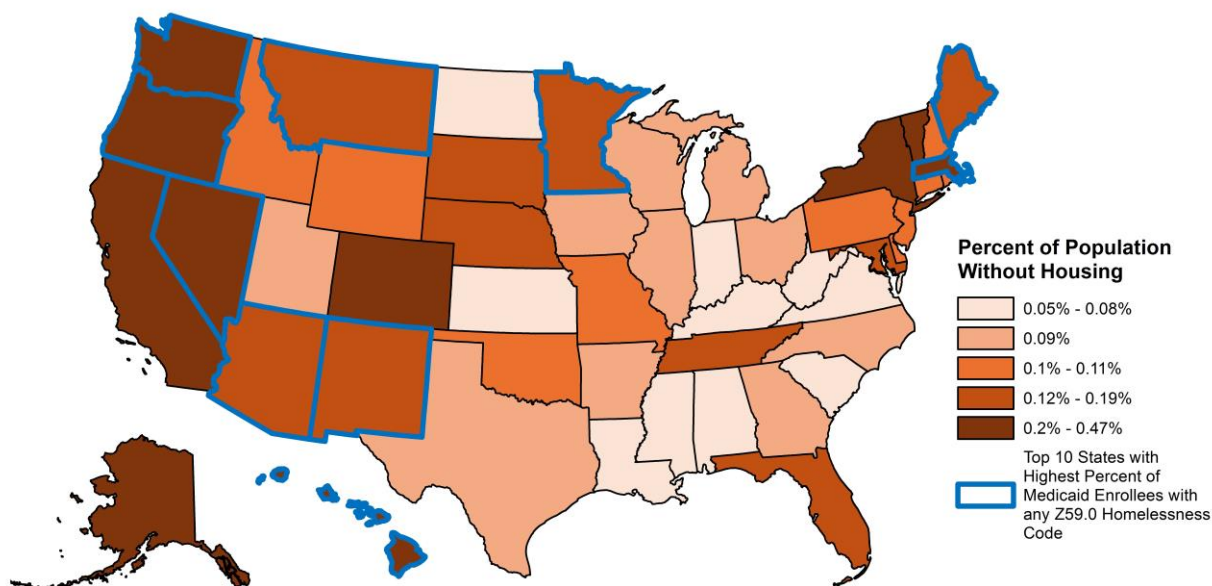 Percent of Population
Without Housing
0.05% - 0.08%
0.09%
0.1% - 0.11%
0.12% - 0.19%
0.2% - 0.47%
Top 10 States with
Highest Percent of
Medicaid Enrollees with
any Z59.0 Homelessness
Code